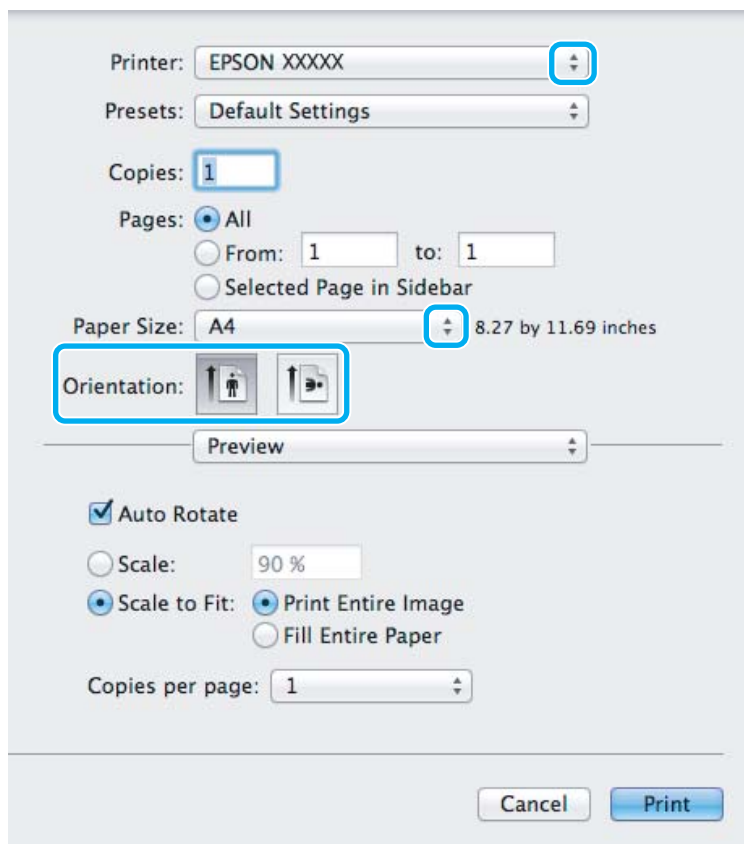 Printer: EPSON XXXXX
Presets: Default Settings
Copies: 1
Pages: All
From: 1 to: 1
Selected Page in Sidebar
Paper Size: A4 8.27 by 11.69 inches
Orientation:
Preview
Auto Rotate
Scale: 90 %
Scale to Fit: Print Entire Image
Fill Entire Paper
Copies per page: 1
Cancel Print